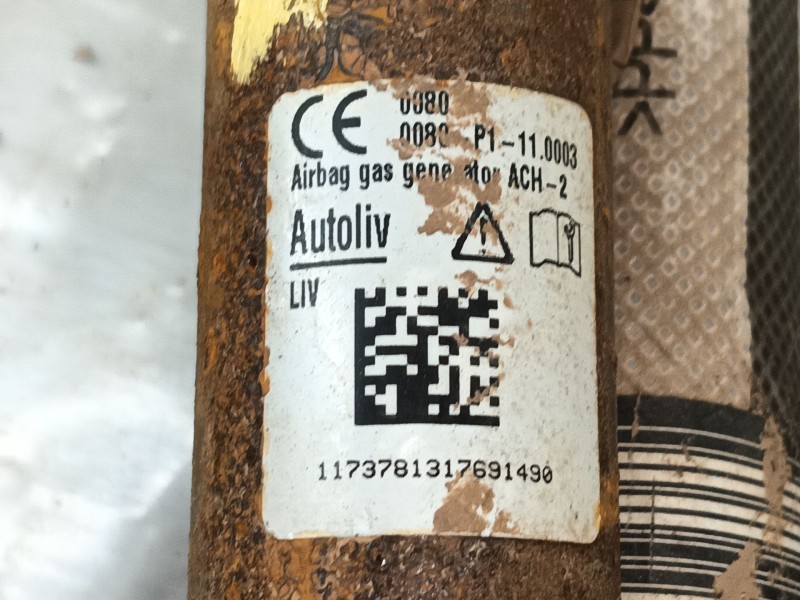 CE 0080
0080 P1-11.0003
Airbag gas generator ACH-2
Autoliv
LIV
1173781317691490